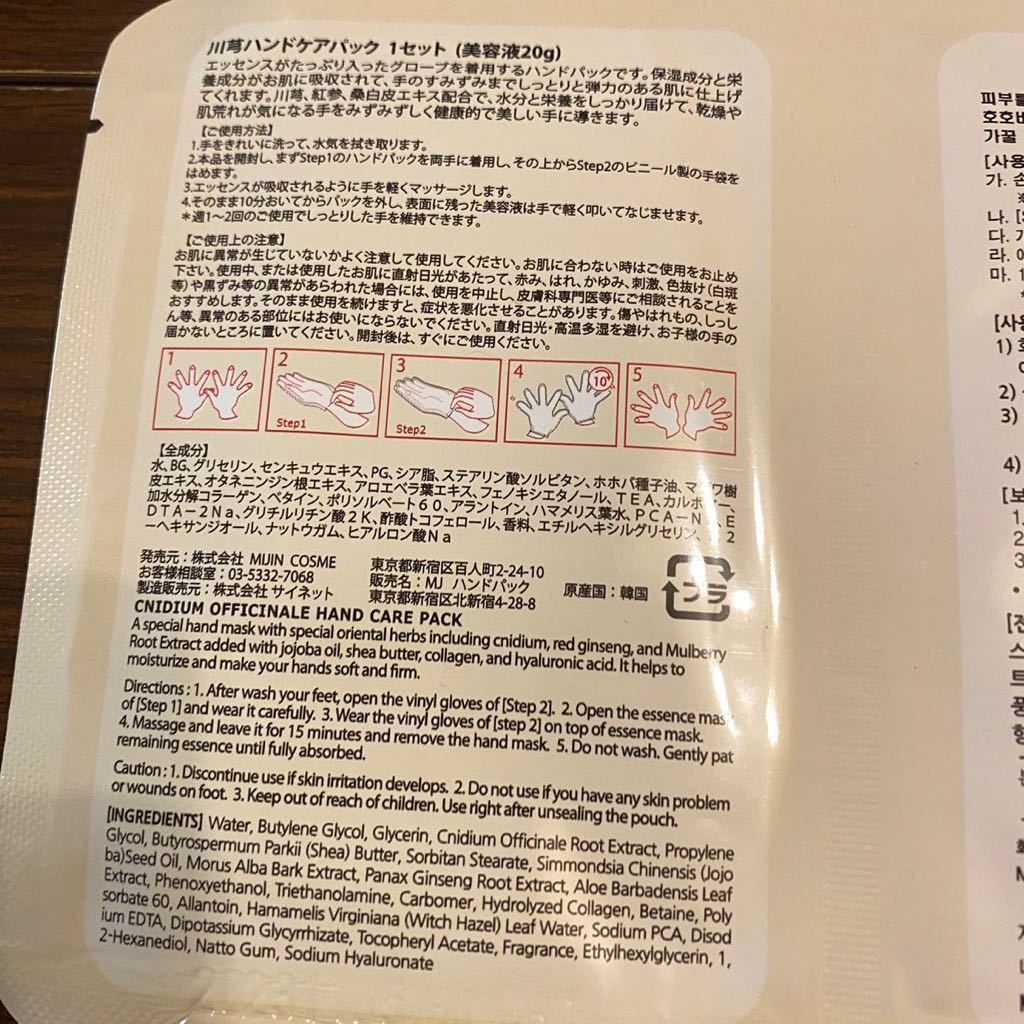 川芎ハンドケアパック 1セット (美容液20g)
エッセンスがたっぷり入ったグローブを着用するハンドパックです。保湿成分と栄
養成分がお肌に吸収されて、手のすみずみまでしっとりと弾力のある肌に仕上げ
てくれます。川芎、紅参、桑白皮エキス配合で、水分と栄養をしっかり届けて、乾燥や
肌荒れが気になる手をみずみずしく健康的で美しい手に導きます。
【ご使用方法】
1.手をきれいに洗って、水気を拭き取ります。
2.本品を開封し、まずStep1のハンドパックを両手に着用し、その上からStep2のビニール製の手袋を
はめます。
3.エッセンスが吸収されるように手を軽くマッサージします。
4.そのまま10分おいてからパックを外し、表面に残った美容液は手で軽く叩いてなじませます。
*週1~2回のご使用でしっとりした手を維持できます。
【ご使用上の注意】
お肌に異常が生じていないかよく注意して使用してください。お肌に合わない時はご使用をお止め
下さい。使用中、または使用したお肌に直射日光があたって、赤み、はれ、かゆみ、刺激、色抜け(白斑
等)や黒ずみ等の異常があらわれた場合には、使用を中止し、皮膚科専門医等にご相談されることを
おすすめします。そのまま使用を続けますと、症状を悪化させることがあります。傷やはれもの、しっし
ん等、異常のある部位にはお使いにならないでください。直射日光・高温多湿を避け、お子様の手の
届かないところに置いてください。開封後は、すぐにご使用ください。
1 2 3 4 10" 5
Step1 Step2
【全成分】
水、BG、グリセリン、センキュウエキス、PG、シア脂、ステアリン酸ソルビタン、ホホバ種子油、マ ワ樹
皮エキス、オタネニンジン根エキス、アロエベラ葉エキス、フェノキシエタノール、TEA、カルボ ー、
加水分解コラーゲン、ベタイン、ポリソルベート60、アラントイン、ハマメリス葉水、PCA-N 、E
DTA-2Na、グリチルリチン酸2K、酢酸トコフェロール、香料、エチルヘキシルグリセリン、 2
ーヘキサンジオール、ナットウガム、ヒアルロン酸Na
発売元:株式会社 MIJIN COSME 東京都新宿区百人町2-24-10
お客様相談室:03-5332-7068 販売名:MJ ハンドパック
製造販売元:株式会社 サイネット 東京都新宿区北新宿4-28-8
原産国:韓国
プラ
CNIDIUM OFFICINALE HAND CARE PACK
A special hand mask with special oriental herbs including cnidium, red ginseng, and Mulberry
Root Extract added with jojoba oil, shea butter, collagen, and hyaluronic acid. It helps to
moisturize and make your hands soft and firm.
Directions : 1. After wash your feet, open the vinyl gloves of [Step 2]. 2. Open the essence mas
of [Step 1] and wear it carefully. 3. Wear the vinyl gloves of [step 2] on top of essence mask.
4. Massage and leave it for 15 minutes and remove the hand mask. 5. Do not wash. Gently pat
remaining essence until fully absorbed.
Caution : 1. Discontinue use if skin irritation develops. 2. Do not use if you have any skin problem
or wounds on foot. 3. Keep out of reach of children. Use right after unsealing the pouch.
[INGREDIENTS] Water, Butylene Glycol, Glycerin, Cnidium Officinale Root Extract, Propylene
Glycol, Butyrospermum Parkii (Shea) Butter, Sorbitan Stearate, Simmondsia Chinensis (Jojo
ba)Seed Oil, Morus Alba Bark Extract, Panax Ginseng Root Extract, Aloe Barbadensis Leaf
Extract, Phenoxyethanol, Triethanolamine, Carbomer, Hydrolyzed Collagen, Betaine, Poly
sorbate 60, Allantoin, Hamamelis Virginiana (Witch Hazel) Leaf Water, Sodium PCA, Disod
ium EDTA, Dipotassium Glycyrrhizate, Tocopheryl Acetate, Fragrance, Ethylhexylglycerin, 1,
2-Hexanediol, Natto Gum, Sodium Hyaluronate
피부를
호호바
가꿀
[사용
가. 손
나. [S
다.
라.
마. 1
[사용
1)
2)
3)
4)
[보
1.
2
3
[전
스
트
풍
향